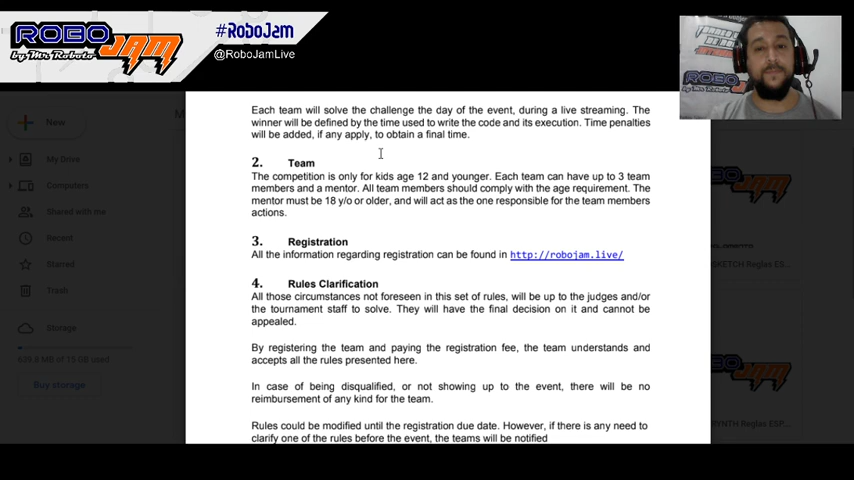 ROBO JAM
by Mr Roboto
#RoboJam
@RoboJamLive
Each team will solve the challenge the day of the event, during a live streaming. The
winner will be defined by the time used to write the code and its execution. Time penalties
will be added, if any apply, to obtain a final time.
2. Team
The competition is only for kids age 12 and younger. Each team can have up to 3 team
members and a mentor. All team members should comply with the age requirement. The
mentor must be 18 y/o or older, and will act as the one responsible for the team members
actions.
3. Registration
All the information regarding registration can be found in http://robojam.live/
4. Rules Clarification
All those circumstances not foreseen in this set of rules, will be up to the judges and/or
the tournament staff to solve. They will have the final decision on it and cannot be
appealed.
By registering the team and paying the registration fee, the team understands and
accepts all the rules presented here.
In case of being disqualified, or not showing up to the event, there will be no
reimbursement of any kind for the team.
Rules could be modified until the registration due date. However, if there is any need to
clarify one of the rules before the event, the teams will be notified
New
My Drive
Computers
Shared with me
Recent
Starred
Trash
Storage
of 15 GB used
Buy storage
SKETCH Reglas ES...
SYNTH Reglas ESP...